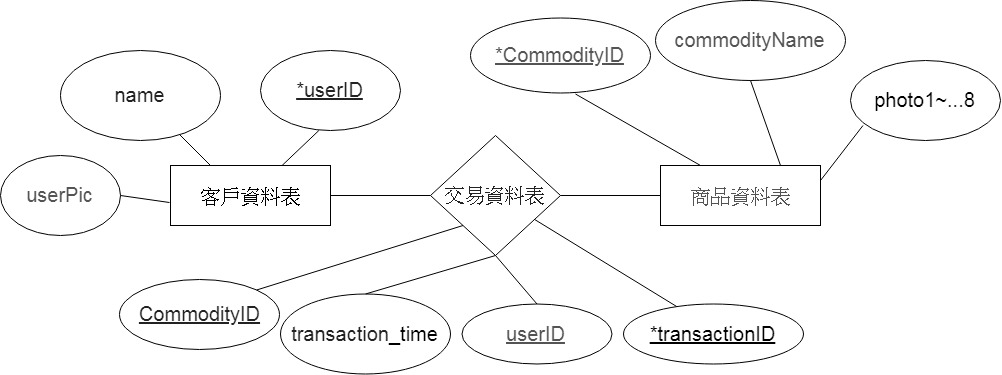 *CommodityID
commodityName
name
*userID
photo1~...8
userPic
客戶資料表
交易資料表
商品資料表
CommodityID
transaction_time
userID
*transactionID